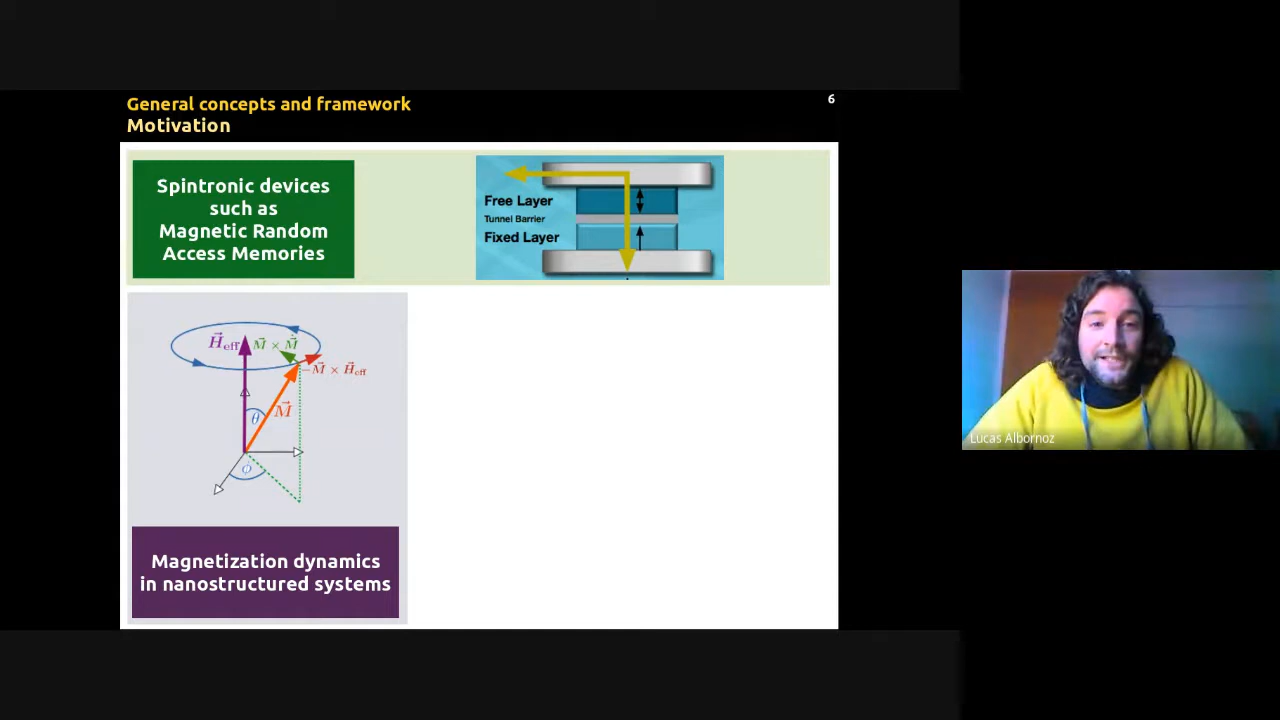 General concepts and framework
6
Motivation
Spintronic devices
such as
Magnetic Random
Access Memories
Free Layer
Tunnel Barrier
Fixed Layer
H⃗eff
M⃗ × M⃗̇
−M⃗ × H⃗eff
M⃗
θ
ϕ
Magnetization dynamics
in nanostructured systems
Lucas Albornoz